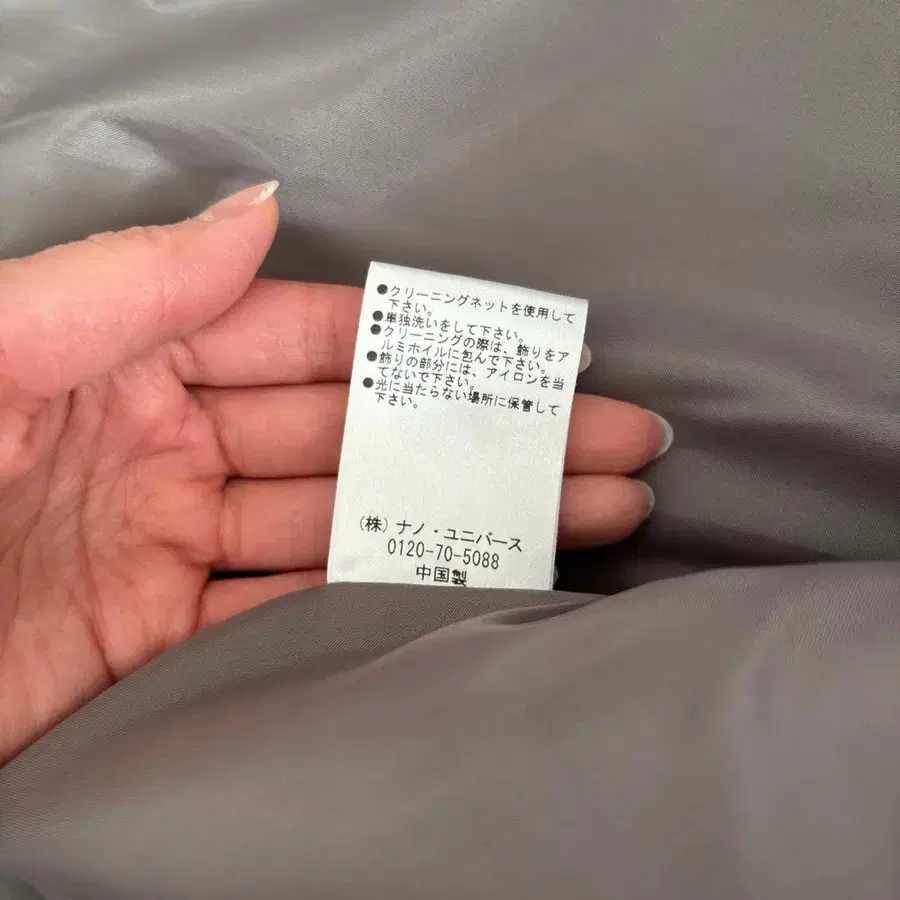 ●クリーニングネットを使用して
下さい。
●単独洗いをして下さい。
●クリーニングの際は、飾りをア
ルミホイルに包んで下さい。
●飾りの部分には、アイロンを当
てないで下さい。
●光に当たらない場所に保管して
下さい。
(株)ナノ・ユニバース
0120-70-5088
中国製